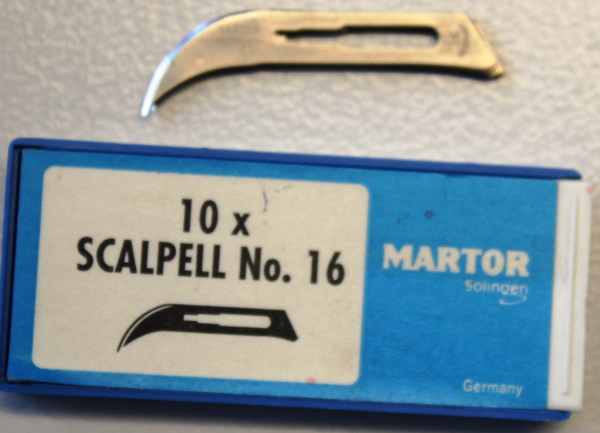 10 x
SCALPELL No. 16
MARTOR
Solingen
Germany